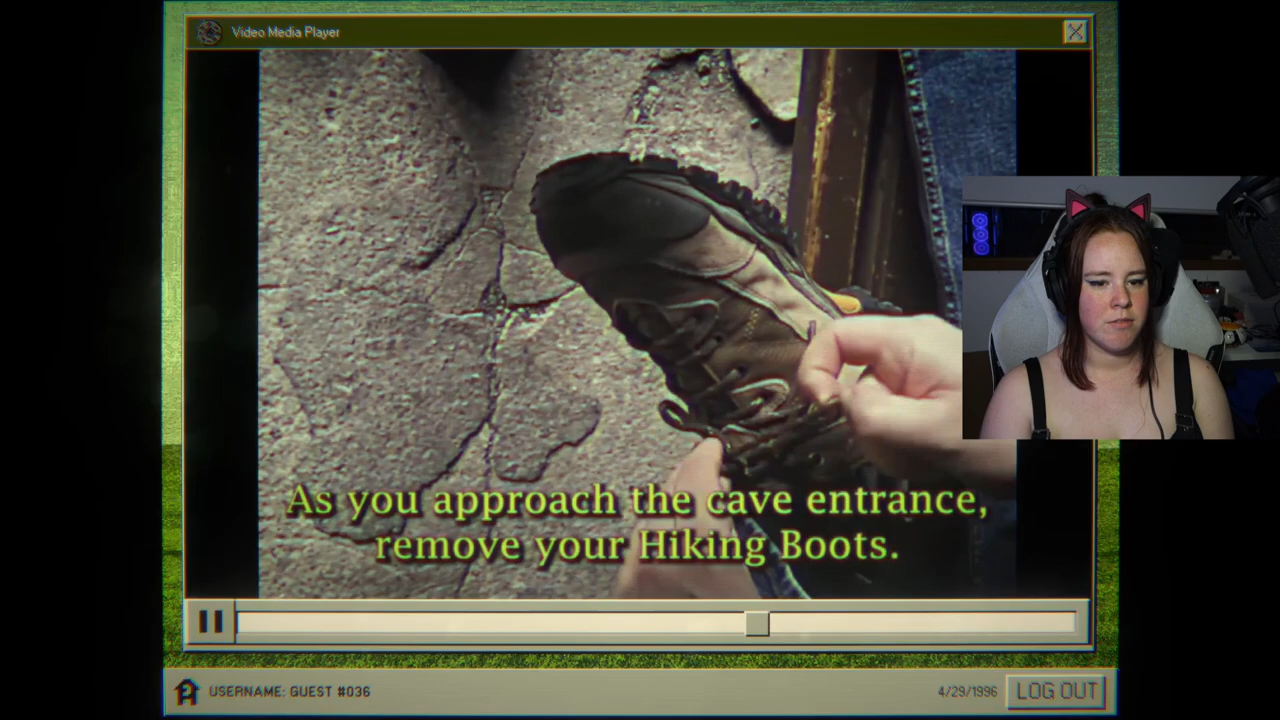 Video Media Player
As you approach the cave entrance,
remove your Hiking Boots.
USERNAME: GUEST #036
4/29/1996
LOG OUT